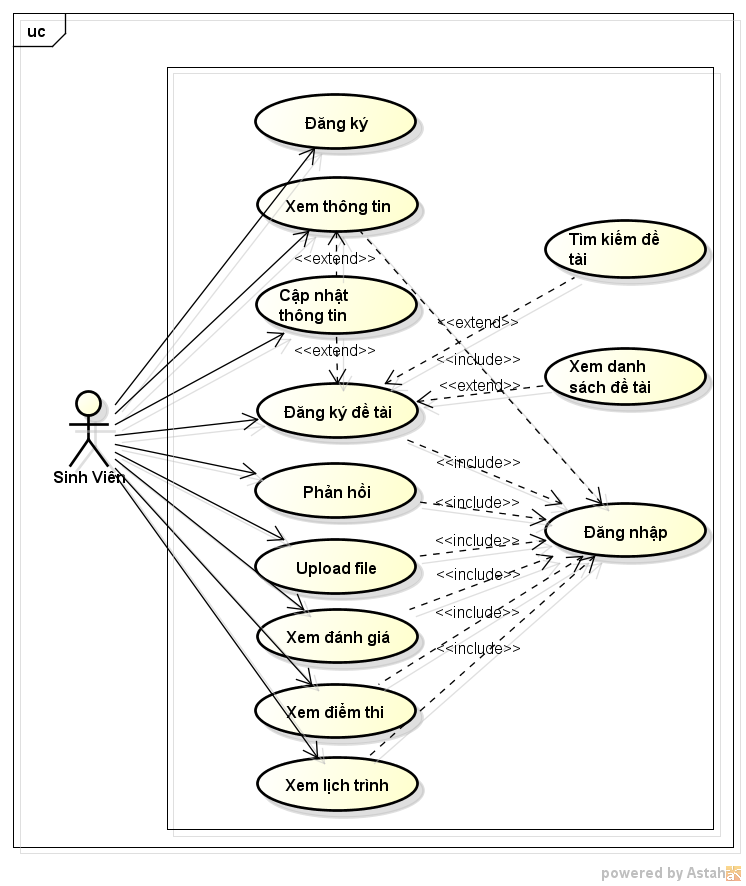 uc
Đăng ký
Xem thông tin
<<extend>>
Tìm kiếm đề
tài
Cập nhật
thông tin
<<extend>>
<<extend>>
<<include>>
Xem danh
sách đề tài
<<extend>>
Đăng ký đề tài
Sinh Viên
<<include>>
Phản hồi
<<include>>
Đăng nhập
<<include>>
Upload file
<<include>>
<<include>>
Xem đánh giá
<<include>>
Xem điểm thi
Xem lịch trình
powered by Astah